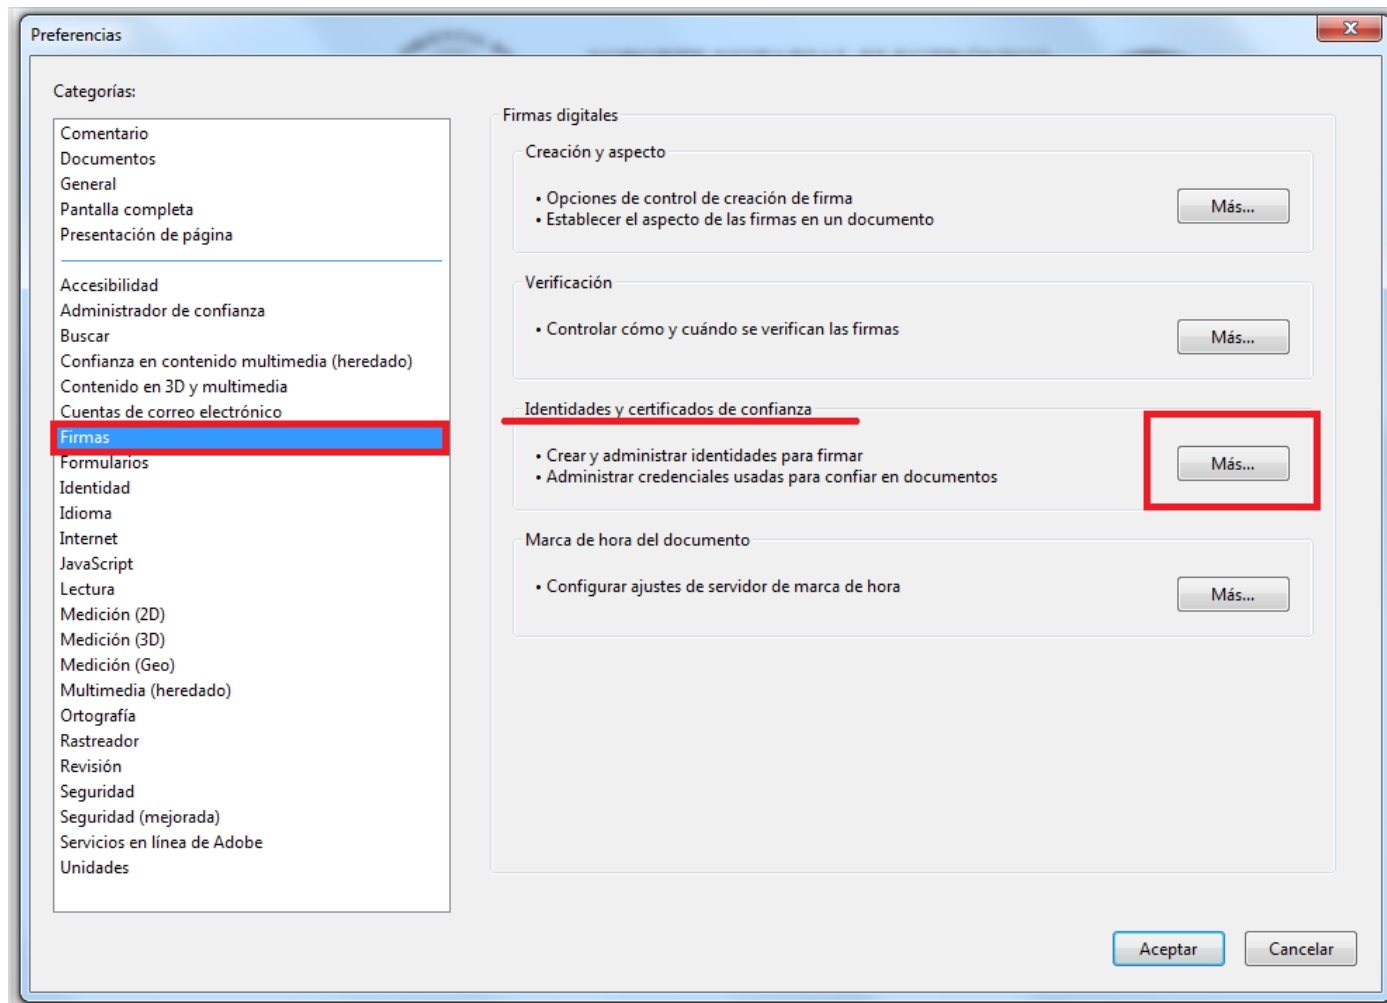 Preferencias
Categorías:
Comentario
Documentos
General
Pantalla completa
Presentación de página
Accesibilidad
Administrador de confianza
Buscar
Confianza en contenido multimedia (heredado)
Contenido en 3D y multimedia
Cuentas de correo electrónico
Firmas
Formularios
Identidad
Idioma
Internet
JavaScript
Lectura
Medición (2D)
Medición (3D)
Medición (Geo)
Multimedia (heredado)
Ortografía
Rastreador
Revisión
Seguridad
Seguridad (mejorada)
Servicios en línea de Adobe
Unidades
Firmas digitales
Creación y aspecto
• Opciones de control de creación de firma
• Establecer el aspecto de las firmas en un documento
Más...
Verificación
• Controlar cómo y cuándo se verifican las firmas
Más...
Identidades y certificados de confianza
• Crear y administrar identidades para firmar
• Administrar credenciales usadas para confiar en documentos
Más...
Marca de hora del documento
• Configurar ajustes de servidor de marca de hora
Más...
Aceptar
Cancelar